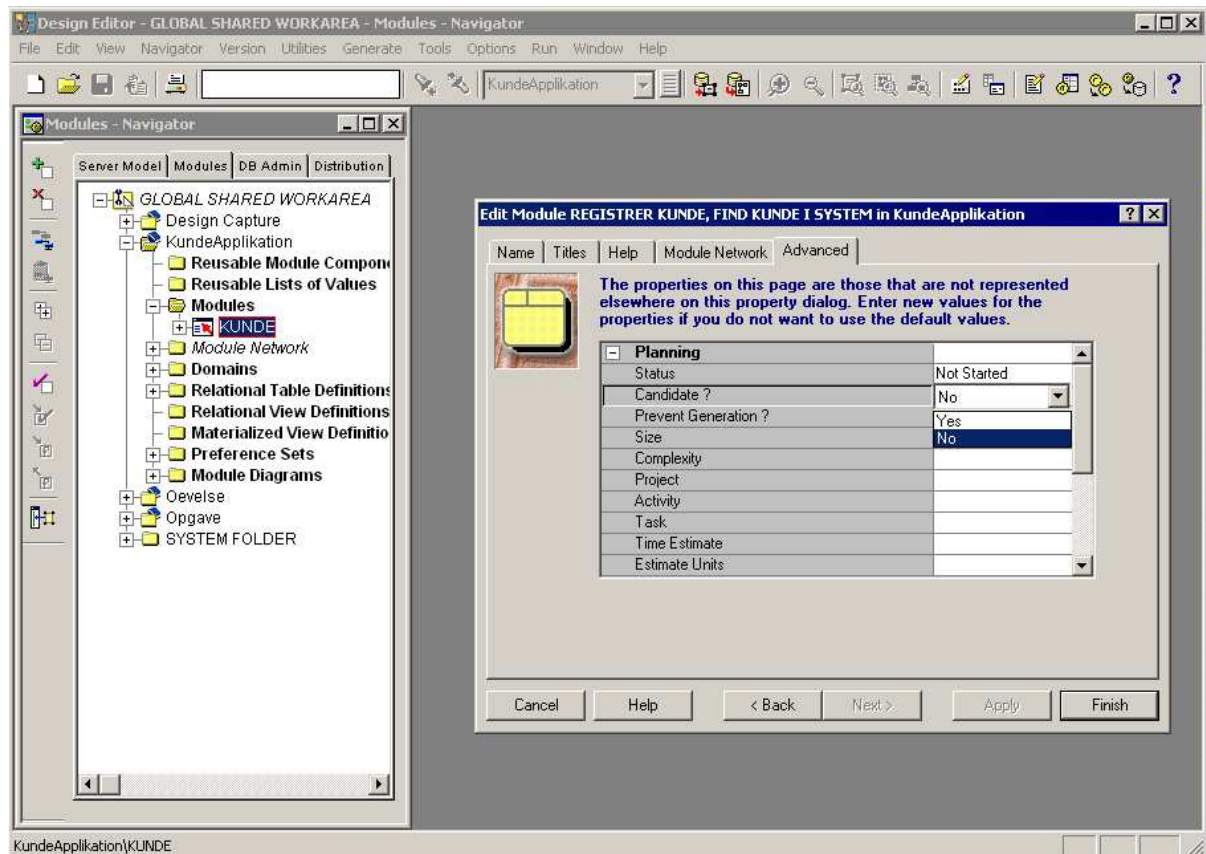 Design Editor - GLOBAL SHARED WORKAREA - Modules - Navigator
File Edit View Navigator Version Utilities Generate Tools Options Run Window Help
KundeApplikation
Modules - Navigator
Server Model Modules DB Admin Distribution
GLOBAL SHARED WORKAREA
Design Capture
KundeApplikation
Reusable Module Compon
Reusable Lists of Values
Modules
KUNDE
Module Network
Domains
Relational Table Definitions
Relational View Definitions
Materialized View Definitio
Preference Sets
Module Diagrams
Oevelse
Opgave
SYSTEM FOLDER
Edit Module REGISTRER KUNDE, FIND KUNDE I SYSTEM in KundeApplikation
Name Titles Help Module Network Advanced
The properties on this page are those that are not represented
elsewhere on this property dialog. Enter new values for the
properties if you do not want to use the default values.
Planning
Status Not Started
Candidate ? No
Prevent Generation ? Yes
Size No
Complexity
Project
Activity
Task
Time Estimate
Estimate Units
Cancel Help < Back Next > Apply Finish
KundeApplikation\KUNDE